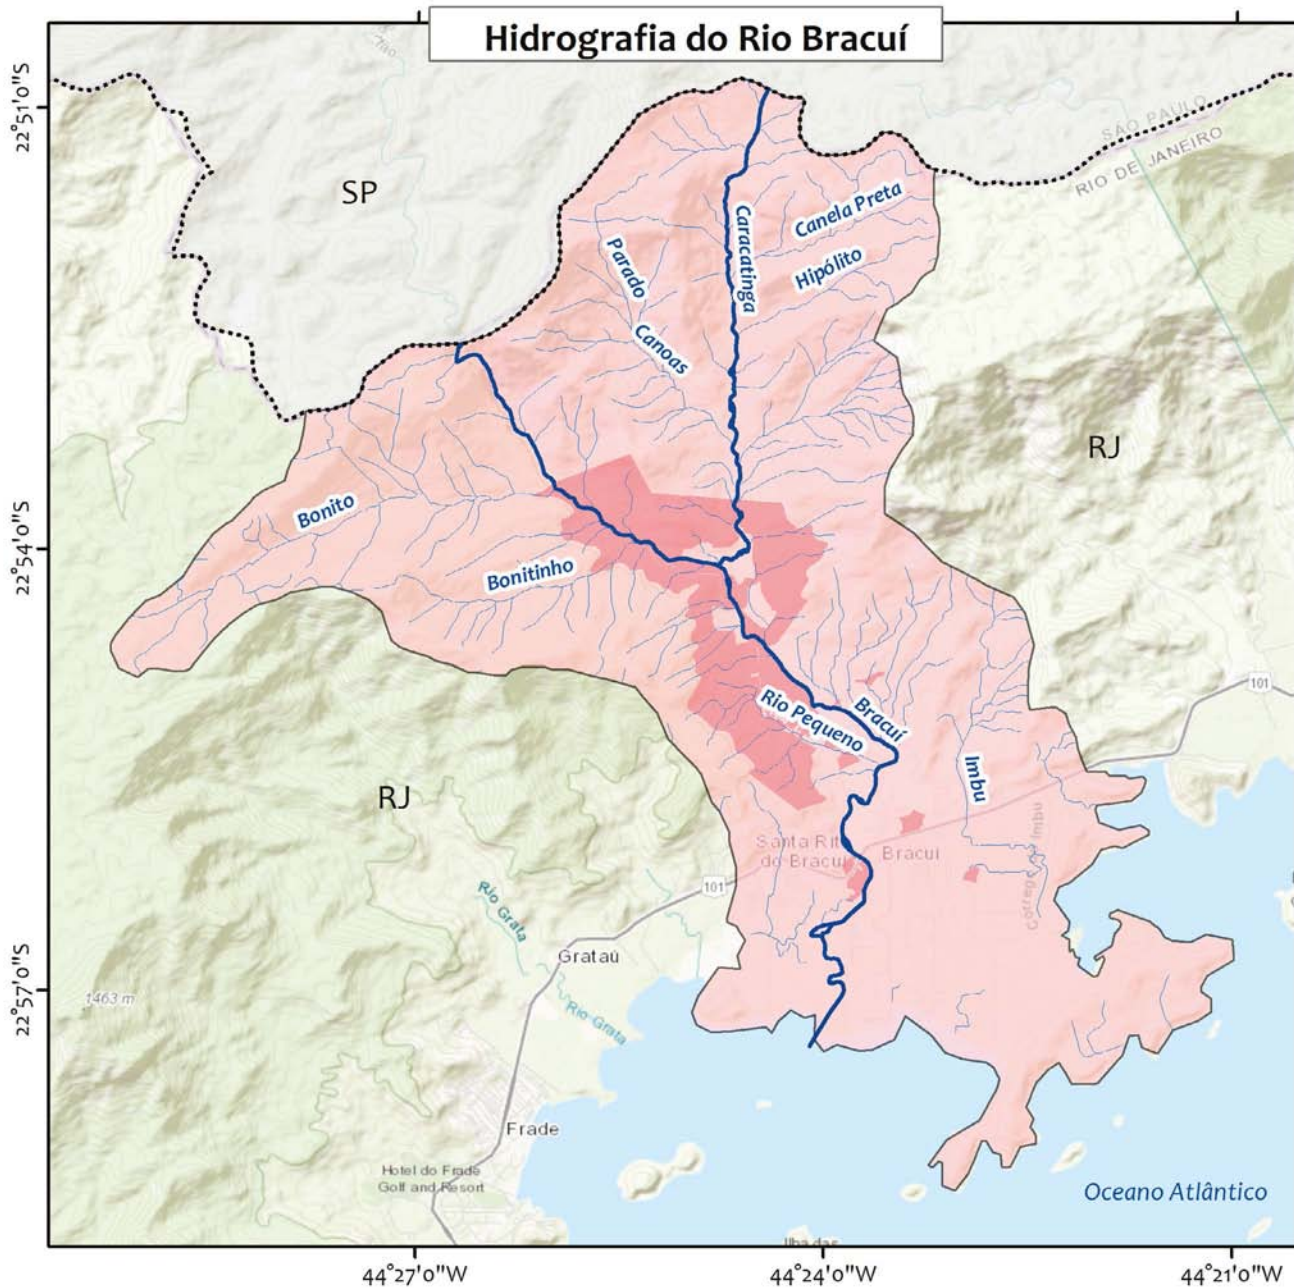 Hidrografia do Rio Bracuí
22°51'0"S
SÃO PAULO
RIO DE JANEIRO
SP
Canela Preta
Caracatinga
Parado
Hipólito
Canoas
RJ
Bonito
22°54'0"S
Bonitinho
101
Bracuí
Rio Pequeno
Imbu
RJ
Santa Rit
do Bracuí
Bracuí
101
Rio Grata
Grataú
22°57'0"S
1463 m
Rio Grata
Frade
Hotel do Frade
Golf and Resort
Oceano Atlântico
Ilha das
44°27'0"W
44°24'0"W
44°21'0"W